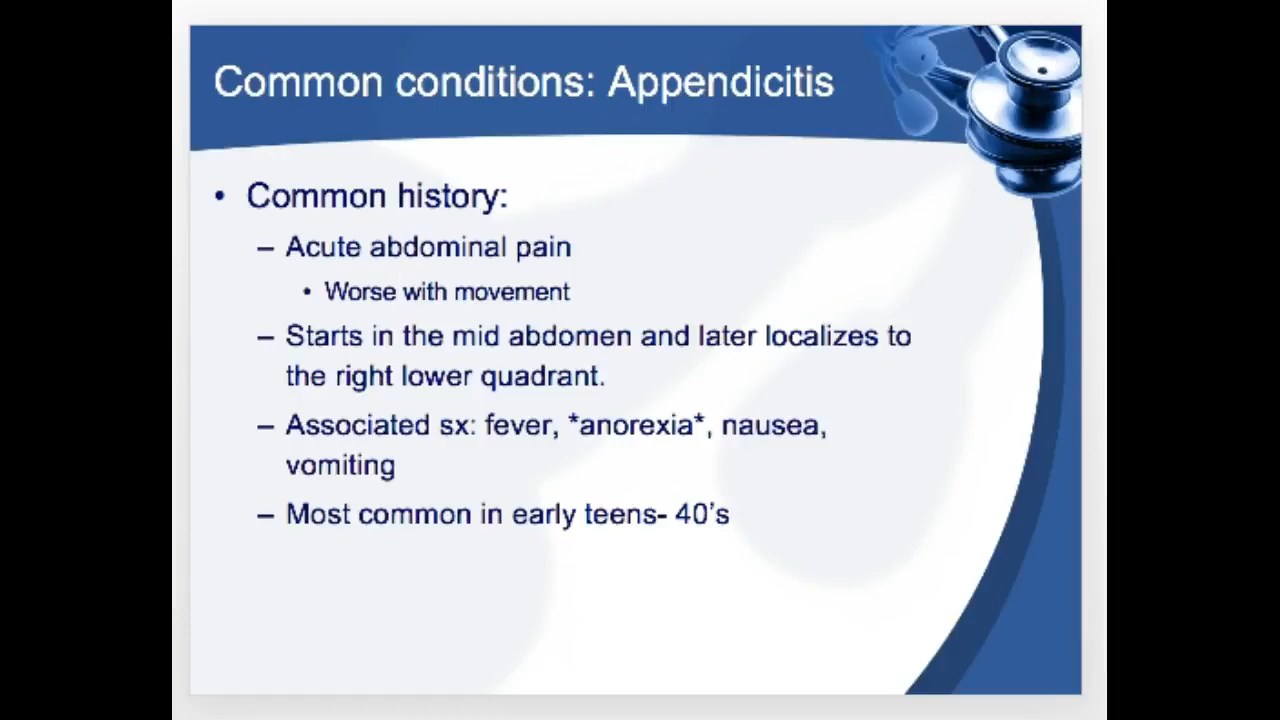 Common conditions: Appendicitis
• Common history:
– Acute abdominal pain
• Worse with movement
– Starts in the mid abdomen and later localizes to
the right lower quadrant.
– Associated sx: fever, *anorexia*, nausea,
vomiting
– Most common in early teens- 40’s